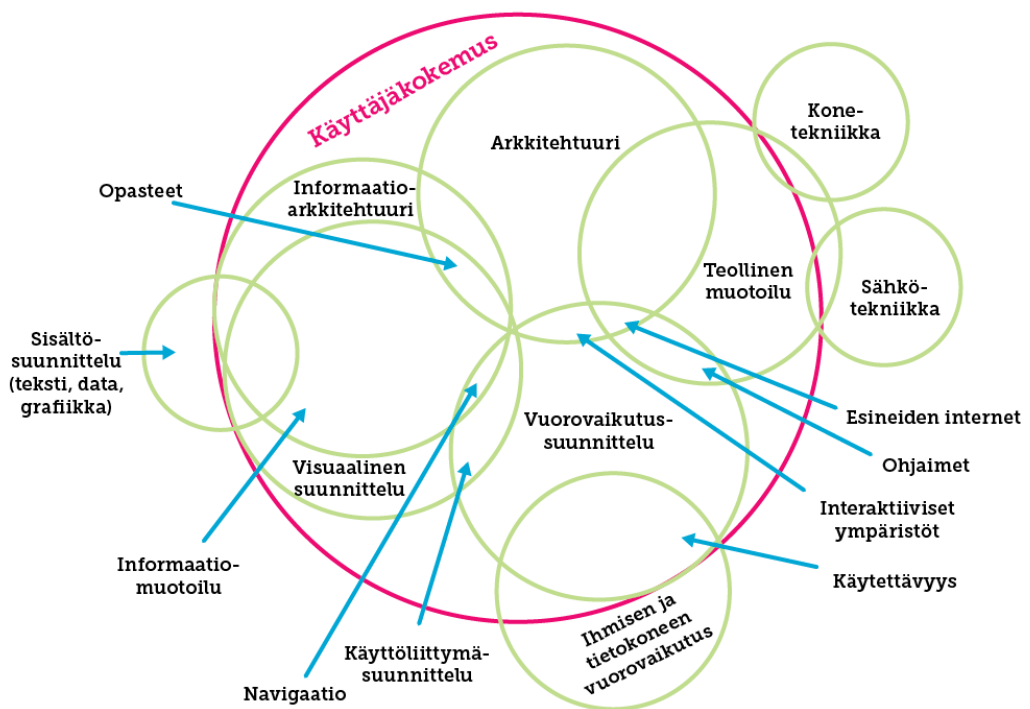 Käyttäjäkokemus
Kone-
tekniikka
Arkkitehtuuri
Opasteet
Informaatio-
arkkitehtuuri
Teollinen
muotoilu
Sähkö-
tekniikka
Sisältö-
suunnittelu
(teksti, data,
grafiikka)
Vuorovaikutus-
suunnittelu
Esineiden internet
Visuaalinen
suunnittelu
Ohjaimet
Interaktiiviset
ympäristöt
Informaatio-
muotoilu
Käytettävyys
Ihmisen ja
tietokoneen
vuorovaikutus
Käyttöliittymä-
suunnittelu
Navigaatio